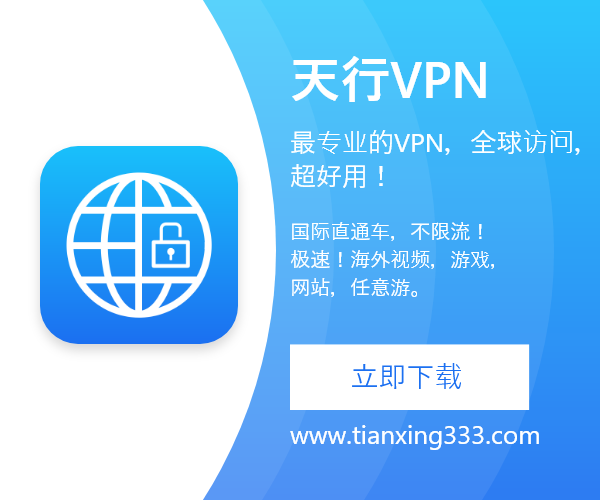 天行VPN
最专业的VPN，全球访问，
超好用！
国际直通车，不限流！
极速！海外视频，游戏，
网站，任意游。
立即下载
www.tianxing333.com